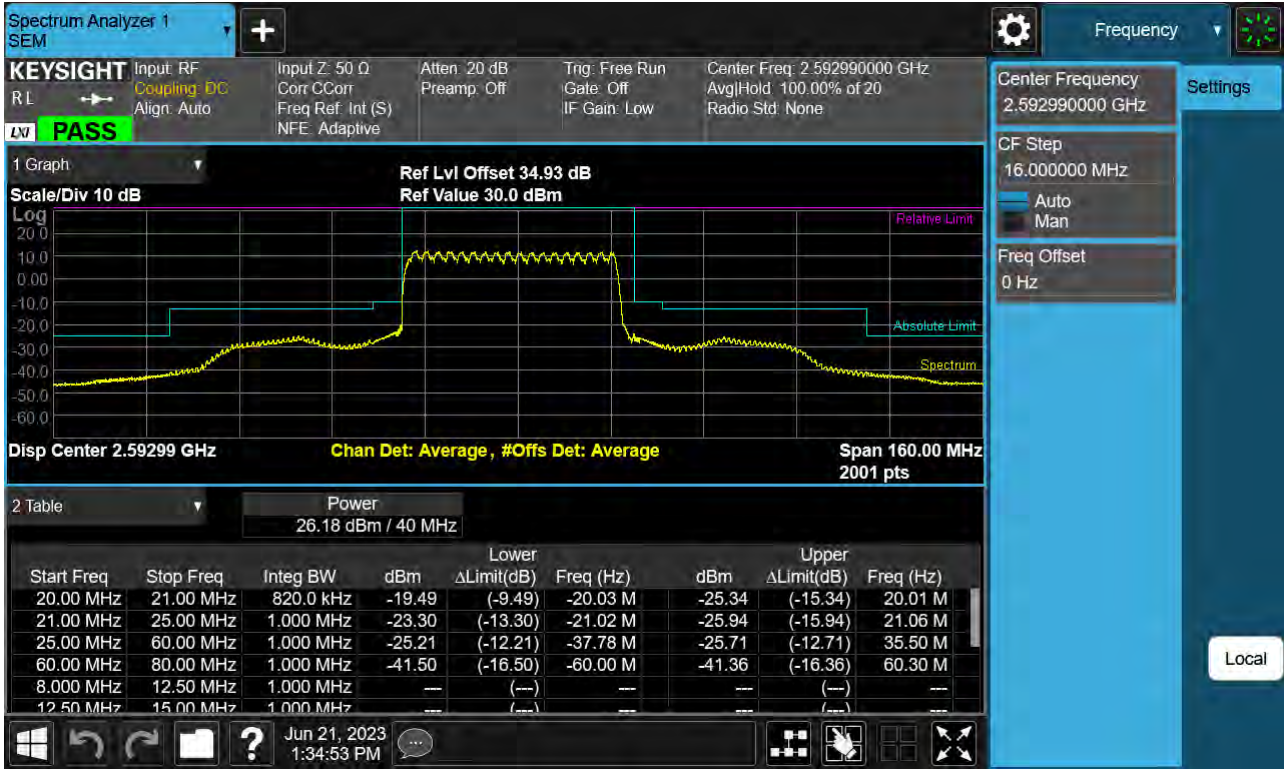 Spectrum Analyzer 1
SEM
Frequency
KEYSIGHT
Input: RF
Coupling: DC
Align: Auto
Input Z: 50 Ω
Corr CCorr
Freq Ref: Int (S)
NFE: Adaptive
Atten: 20 dB
Preamp: Off
Trig: Free Run
Gate: Off
IF Gain: Low
Center Freq: 2.592990000 GHz
Avg|Hold: 100.00% of 20
Radio Std: None
R L
LXI
PASS
Center Frequency
2.592990000 GHz
Settings
CF Step
16.000000 MHz
Auto
Man
Freq Offset
0 Hz
Local
1 Graph
Scale/Div 10 dB
Ref Lvl Offset 34.93 dB
Ref Value 30.0 dBm
Log
20.0
10.0
0.00
-10.0
-20.0
-30.0
-40.0
-50.0
-60.0
Relative Limit
Absolute Limit
Spectrum
Disp Center 2.59299 GHz
Chan Det: Average, #Offs Det: Average
Span 160.00 MHz
2001 pts
2 Table
Power
26.18 dBm / 40 MHz
Lower Upper
Start Freq Stop Freq Integ BW dBm ΔLimit(dB) Freq (Hz) dBm ΔLimit(dB) Freq (Hz)
20.00 MHz 21.00 MHz 820.0 kHz -19.49 (-9.49) -20.03 M -25.34 (-15.34) 20.01 M
21.00 MHz 25.00 MHz 1.000 MHz -23.30 (-13.30) -21.02 M -25.94 (-15.94) 21.06 M
25.00 MHz 60.00 MHz 1.000 MHz -25.21 (-12.21) -37.78 M -25.71 (-12.71) 35.50 M
60.00 MHz 80.00 MHz 1.000 MHz -41.50 (-16.50) -60.00 M -41.36 (-16.36) 60.30 M
8.000 MHz 12.50 MHz 1.000 MHz --- (---) --- --- (---) ---
12.50 MHz 15.00 MHz 1.000 MHz --- (---) --- --- (---) ---
?
Jun 21, 2023
1:34:53 PM